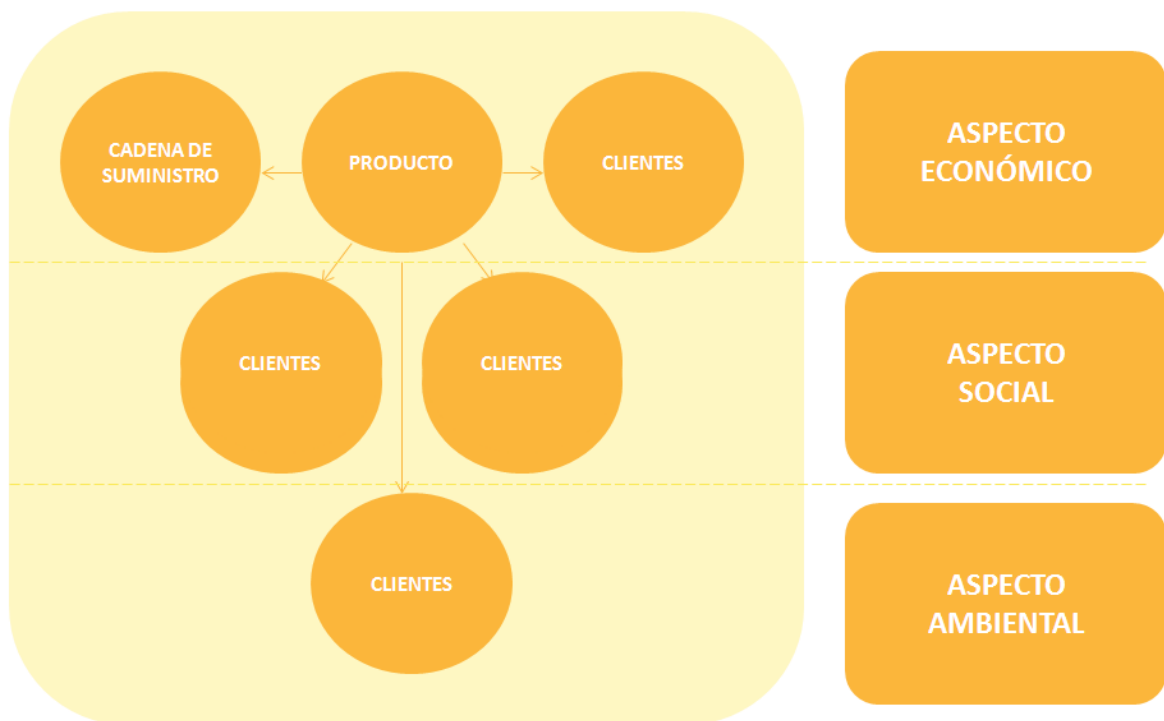 CADENA DE
SUMINISTRO
PRODUCTO
CLIENTES
ASPECTO
ECONÓMICO
CLIENTES
CLIENTES
ASPECTO
SOCIAL
CLIENTES
ASPECTO
AMBIENTAL